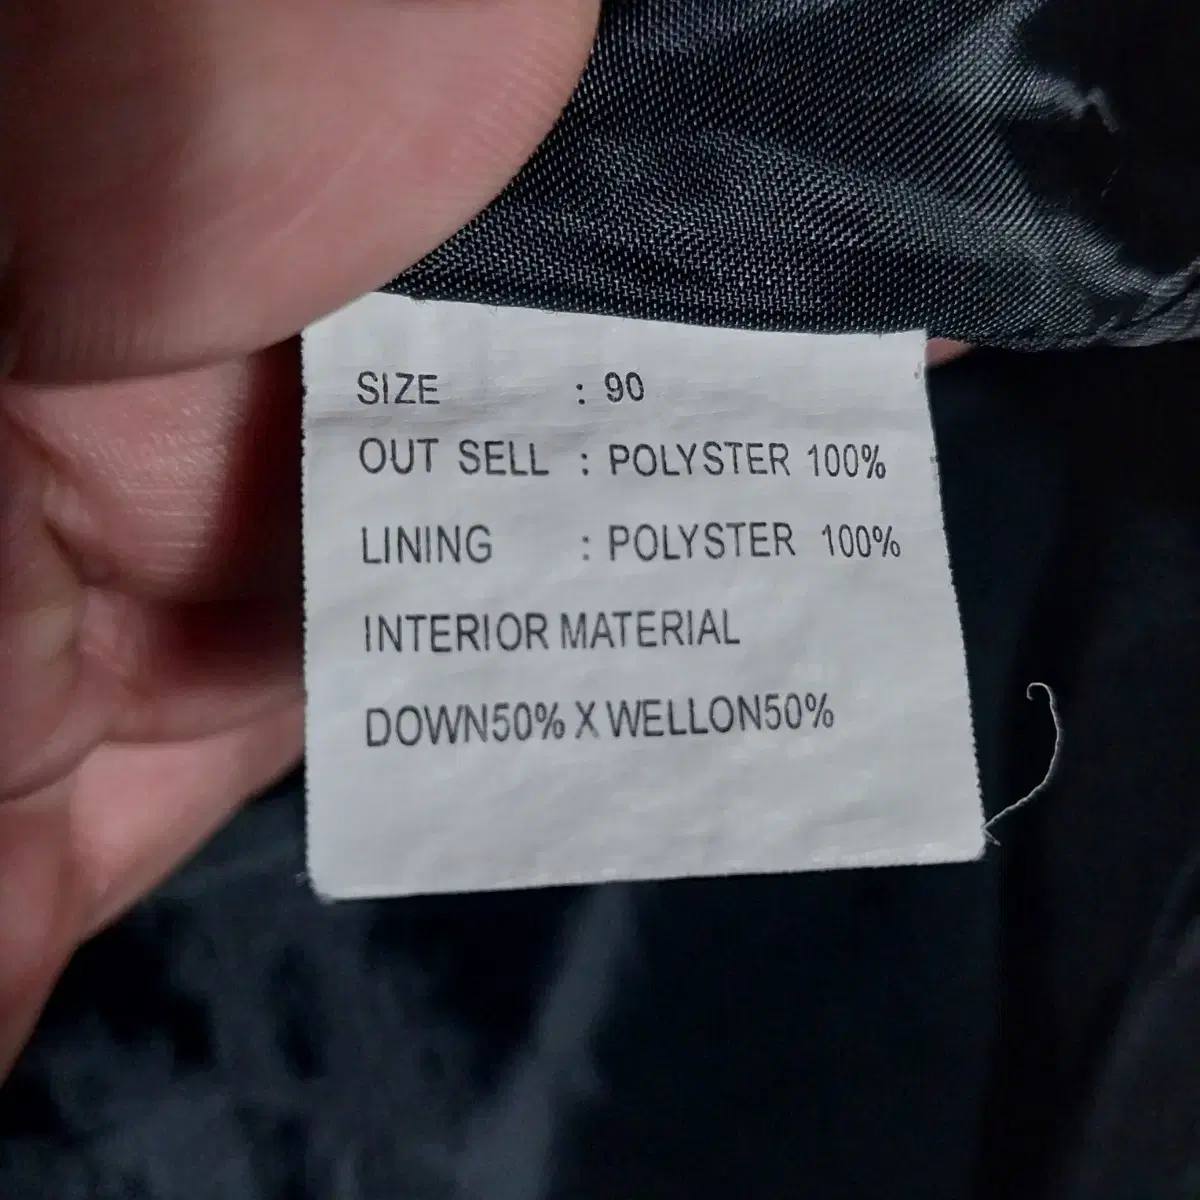 SIZE : 90
OUT SELL : POLYSTER 100%
LINING : POLYSTER 100%
INTERIOR MATERIAL
DOWN50% X WELLON50%